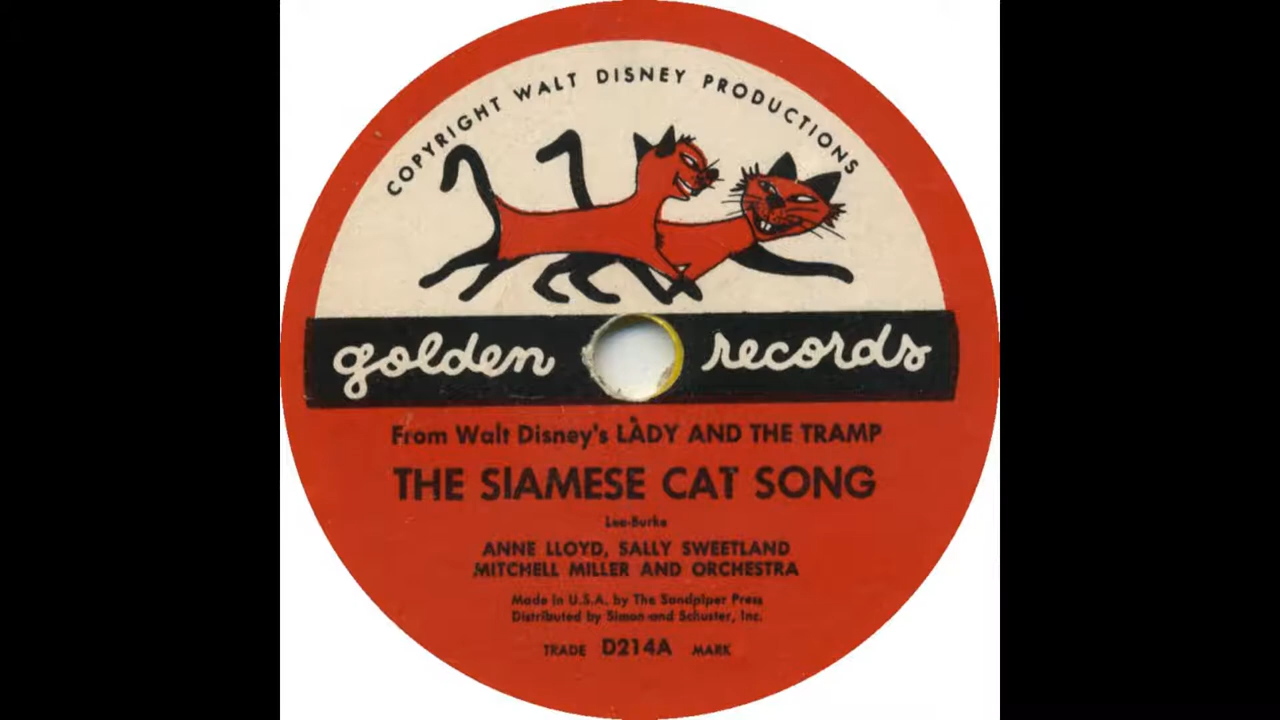 COPYRIGHT WALT DISNEY PRODUCTIONS
golden records
From Walt Disney's LADY AND THE TRAMP
THE SIAMESE CAT SONG
Lee-Burke
ANNE LLOYD, SALLY SWEETLAND
MITCHELL MILLER AND ORCHESTRA
Made in U.S.A. by The Sandpiper Press
Distributed by Simon and Schuster, Inc.
TRADE D214A MARK